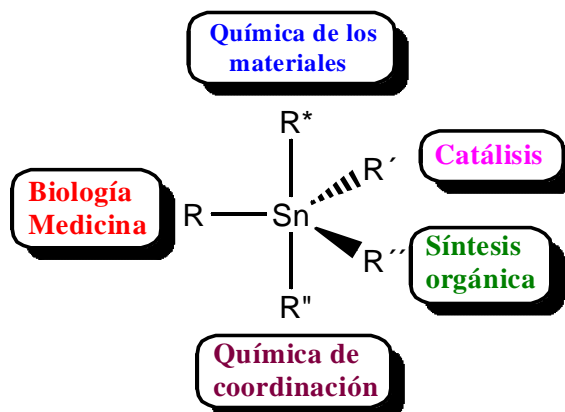 Química de los
materiales
R*
Catálisis
R´
Biología
Medicina
R
Sn
Síntesis
orgánica
R´´
R"
Química de
coordinación